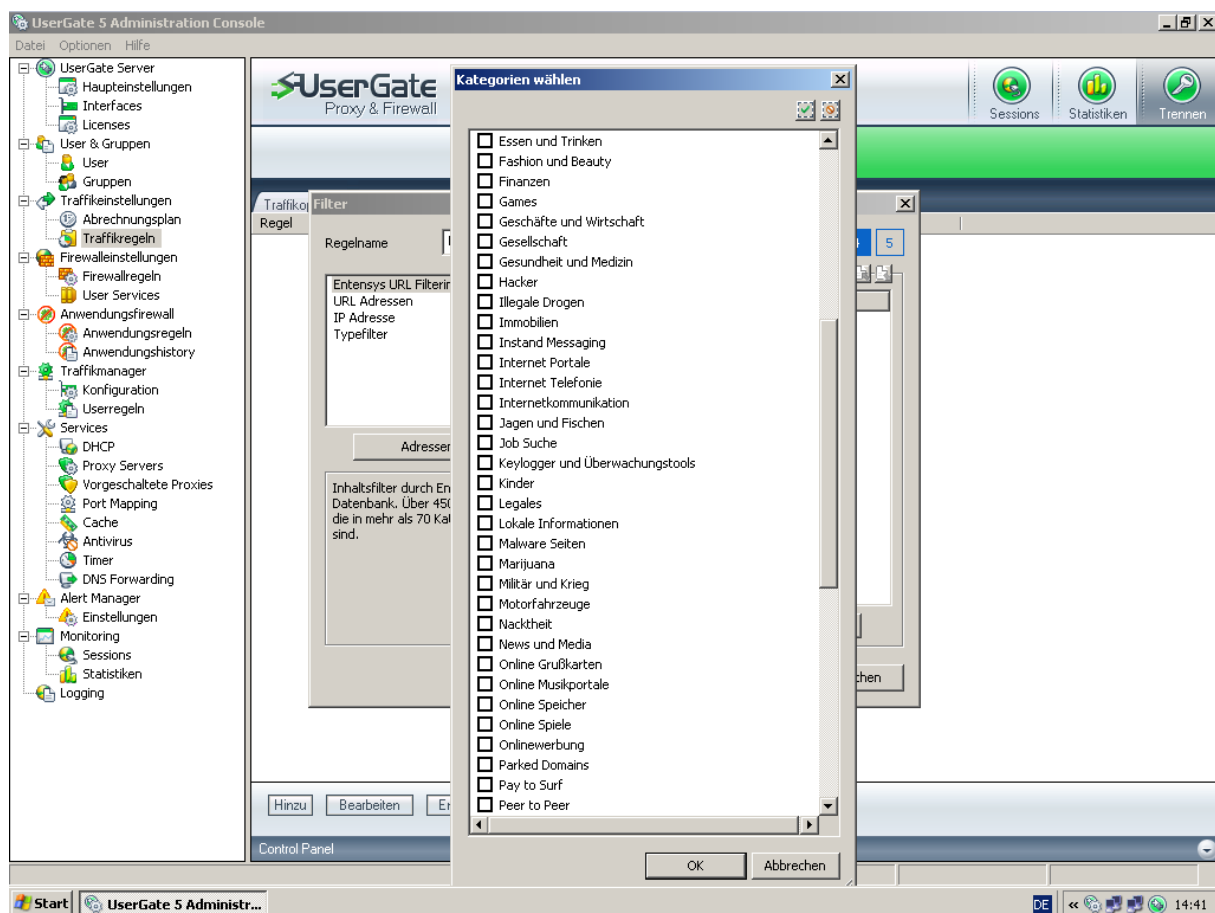 UserGate 5 Administration Console
Datei Optionen Hilfe
UserGate Server
Haupteinstellungen
Interfaces
Licenses
User & Gruppen
User
Gruppen
Traffikeinstellungen
Abrechnungsplan
Traffikregeln
Firewalleinstellungen
Firewallregeln
User Services
Anwendungsfirewall
Anwendungsregeln
Anwendungshistory
Traffikmanager
Konfiguration
Userregeln
Services
DHCP
Proxy Servers
Vorgeschaltete Proxies
Port Mapping
Cache
Antivirus
Timer
DNS Forwarding
Alert Manager
Einstellungen
Monitoring
Sessions
Statistiken
Logging
UserGate
Proxy & Firewall
Sessions
Statistiken
Trennen
Regel
Filter
Regelname
5
Entensys URL
URL Adressen
IP Adresse
Typefilter
Inhaltsfilter durch
Datenbank. Über
die in mehr als 70
sind.
Kategorien wählen
Essen und Trinken
Fashion und Beauty
Finanzen
Games
Geschäfte und Wirtschaft
Gesellschaft
Gesundheit und Medizin
Hacker
Illegale Drogen
Immobilien
Instand Messaging
Internet Portale
Internet Telefonie
Internetkommunikation
Jagen und Fischen
Job Suche
Keylogger und Überwachungstools
Kinder
Legales
Lokale Informationen
Malware Seiten
Marijuana
Militär und Krieg
Motorfahrzeuge
Nacktheit
News und Media
Online Grußkarten
Online Musikportale
Online Speicher
Online Spiele
Onlinewerbung
Parked Domains
Pay to Surf
Peer to Peer
OK Abbrechen
Hinzu Bearbeiten
Control Panel
Start UserGate 5 Administr... DE « 14:41